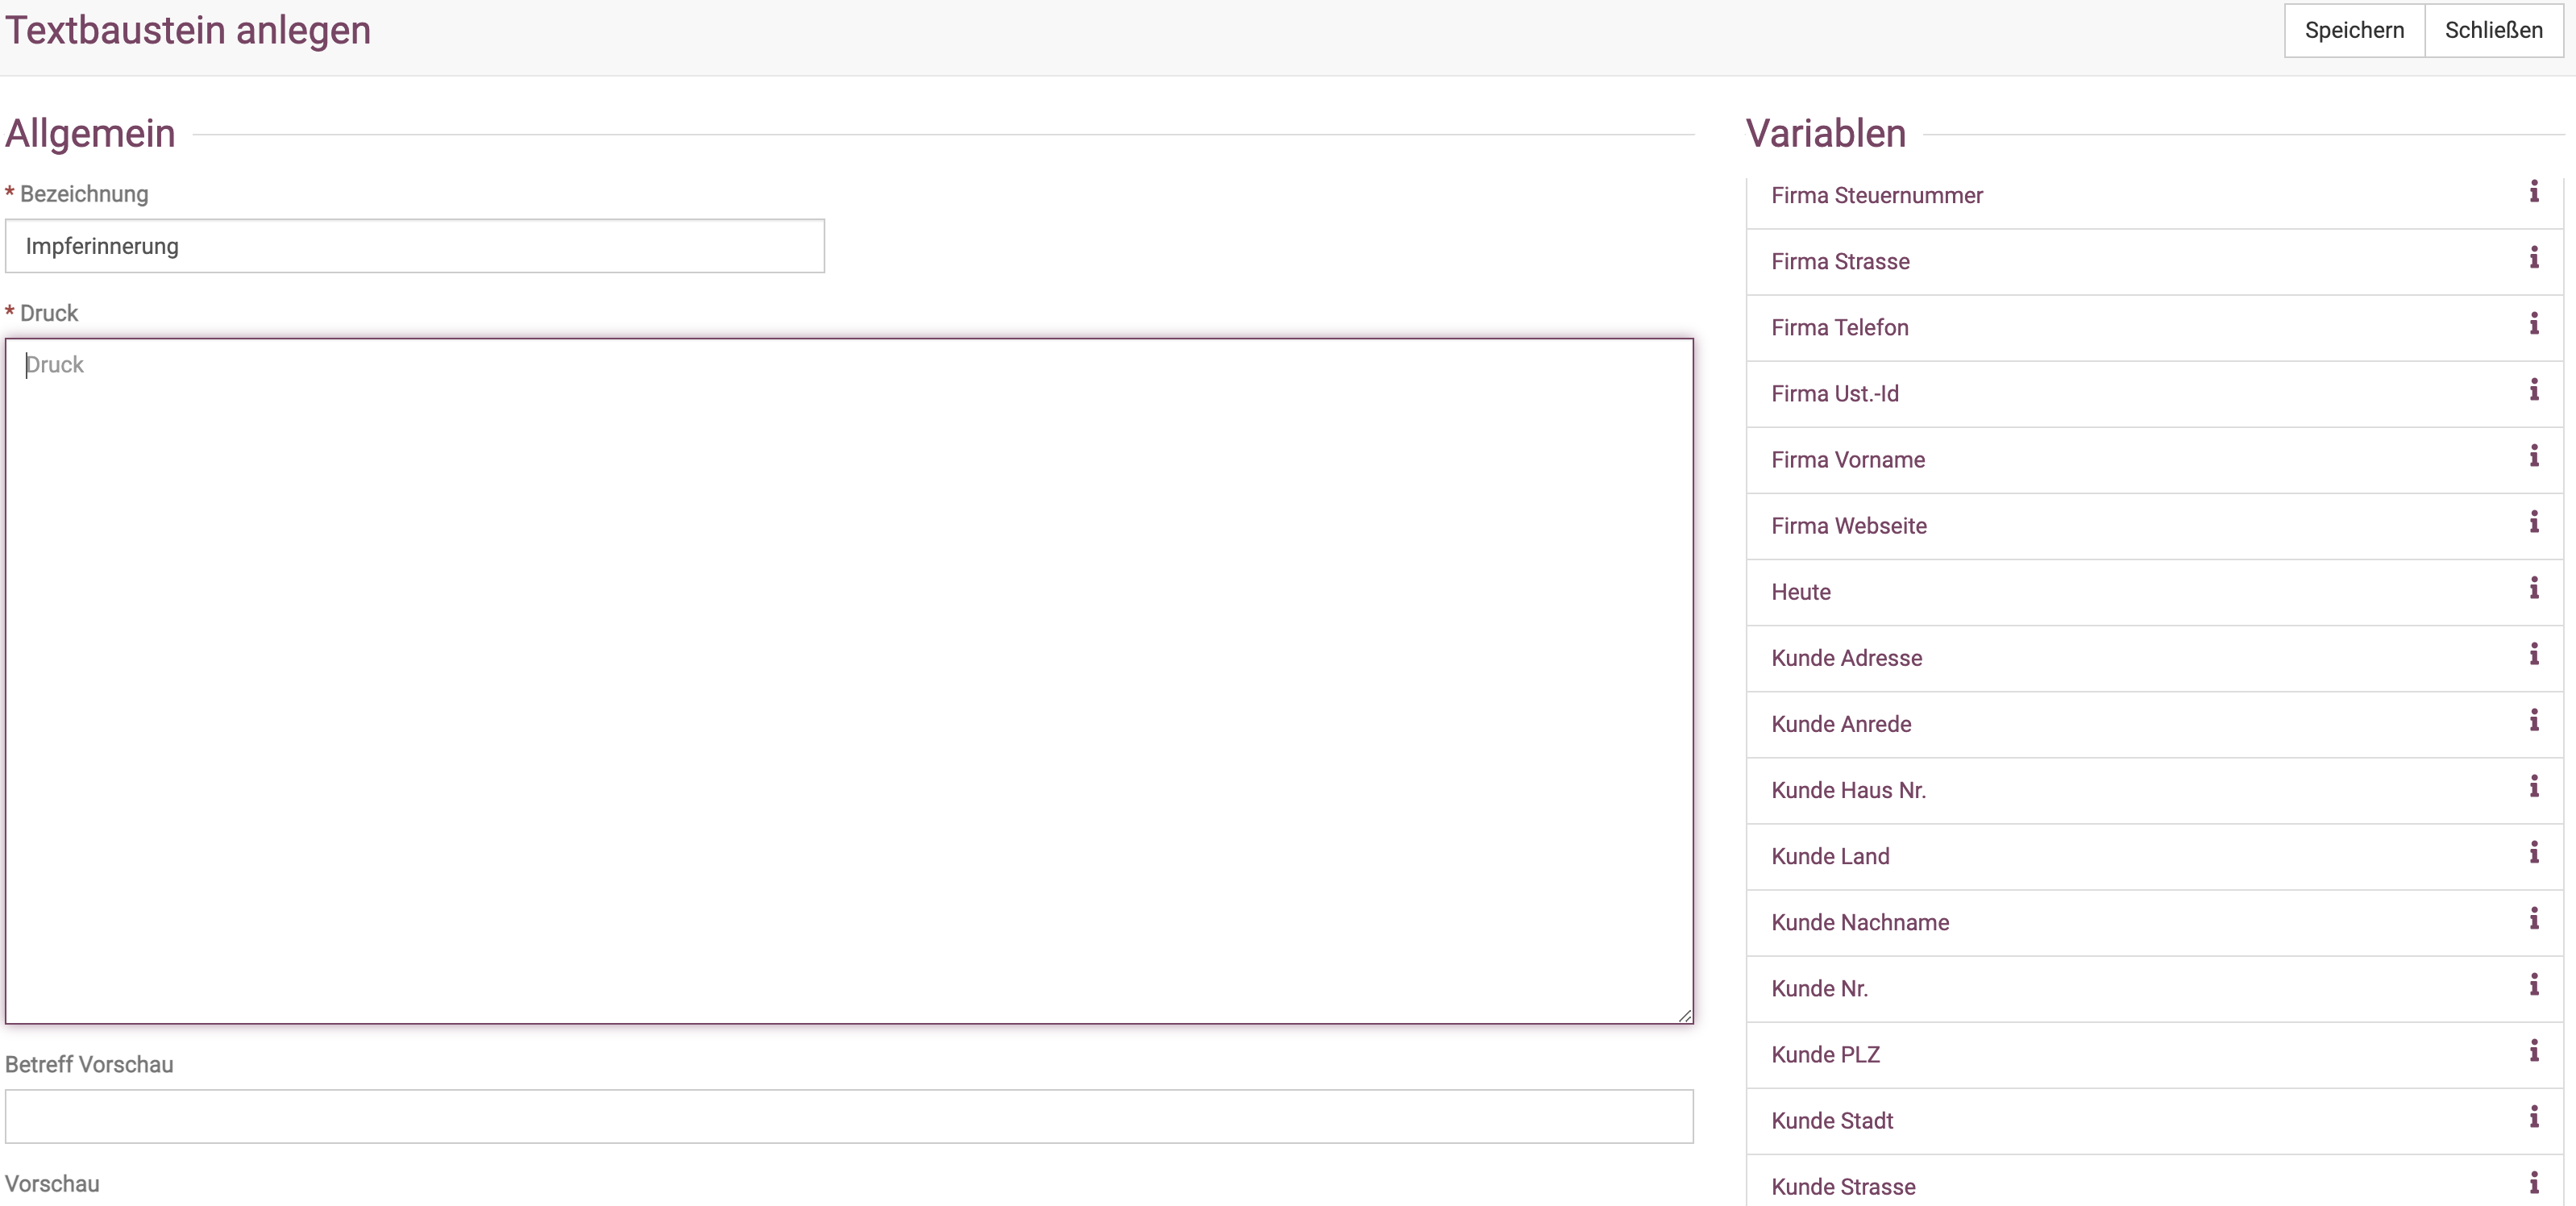 Textbaustein anlegen
Speichern
Schließen
Allgemein
* Bezeichnung
Impferinnerung
* Druck
Druck
Betreff Vorschau
Vorschau
Variablen
Firma Steuernummer
Firma Strasse
Firma Telefon
Firma Ust.-Id
Firma Vorname
Firma Webseite
Heute
Kunde Adresse
Kunde Anrede
Kunde Haus Nr.
Kunde Land
Kunde Nachname
Kunde Nr.
Kunde PLZ
Kunde Stadt
Kunde Strasse